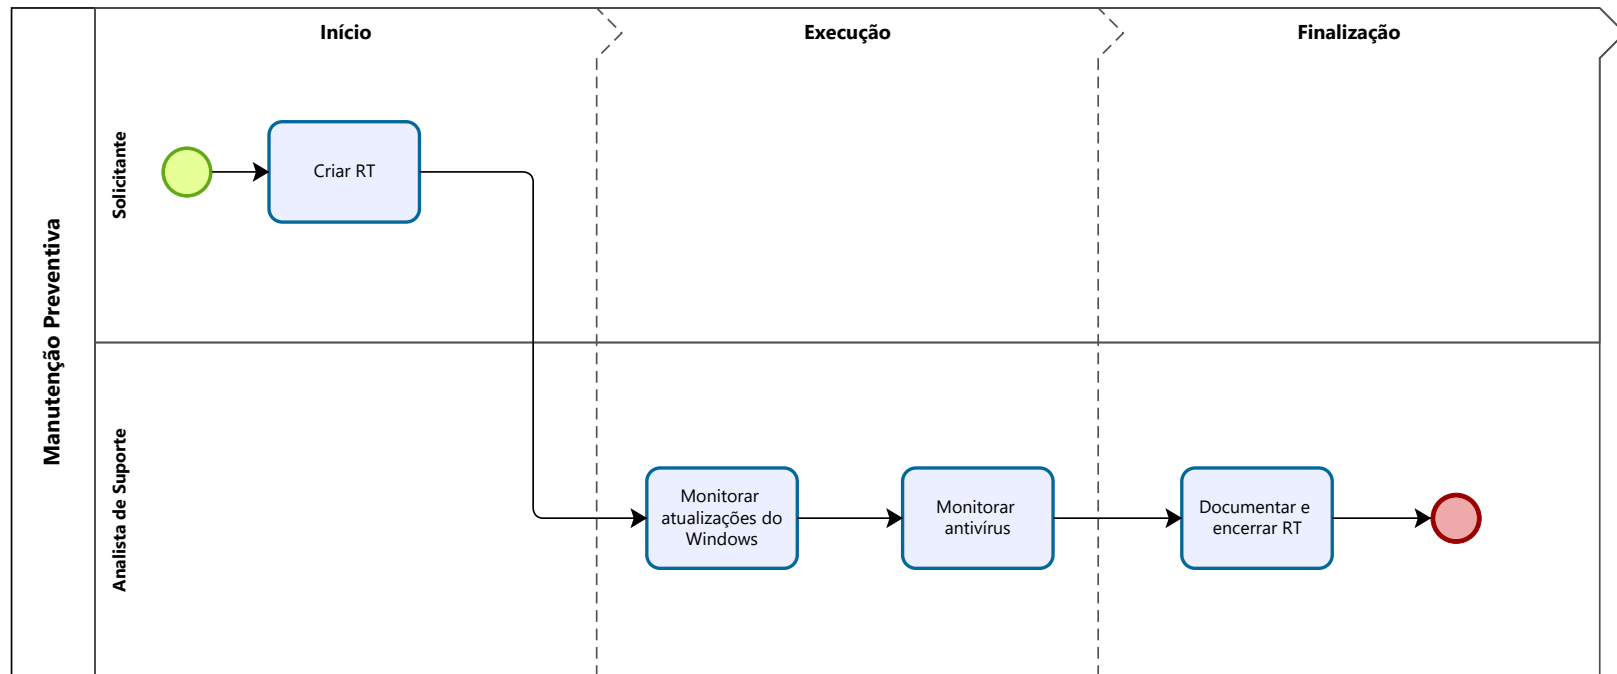 Início
Execução
Finalização
Manutenção Preventiva
Solicitante
Criar RT
Analista de Suporte
Monitorar
atualizações do
Windows
Monitorar
antivírus
Documentar e
encerrar RT